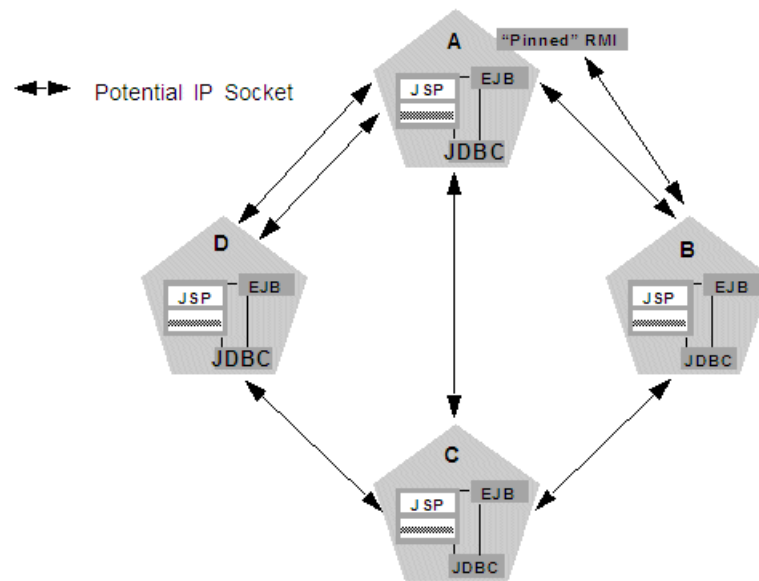 A
"Pinned" RMI
Potential IP Socket
JSP
EJB
JDBC
D
JSP
EJB
JDBC
B
JSP
EJB
JDBC
C
JSP
EJB
JDBC